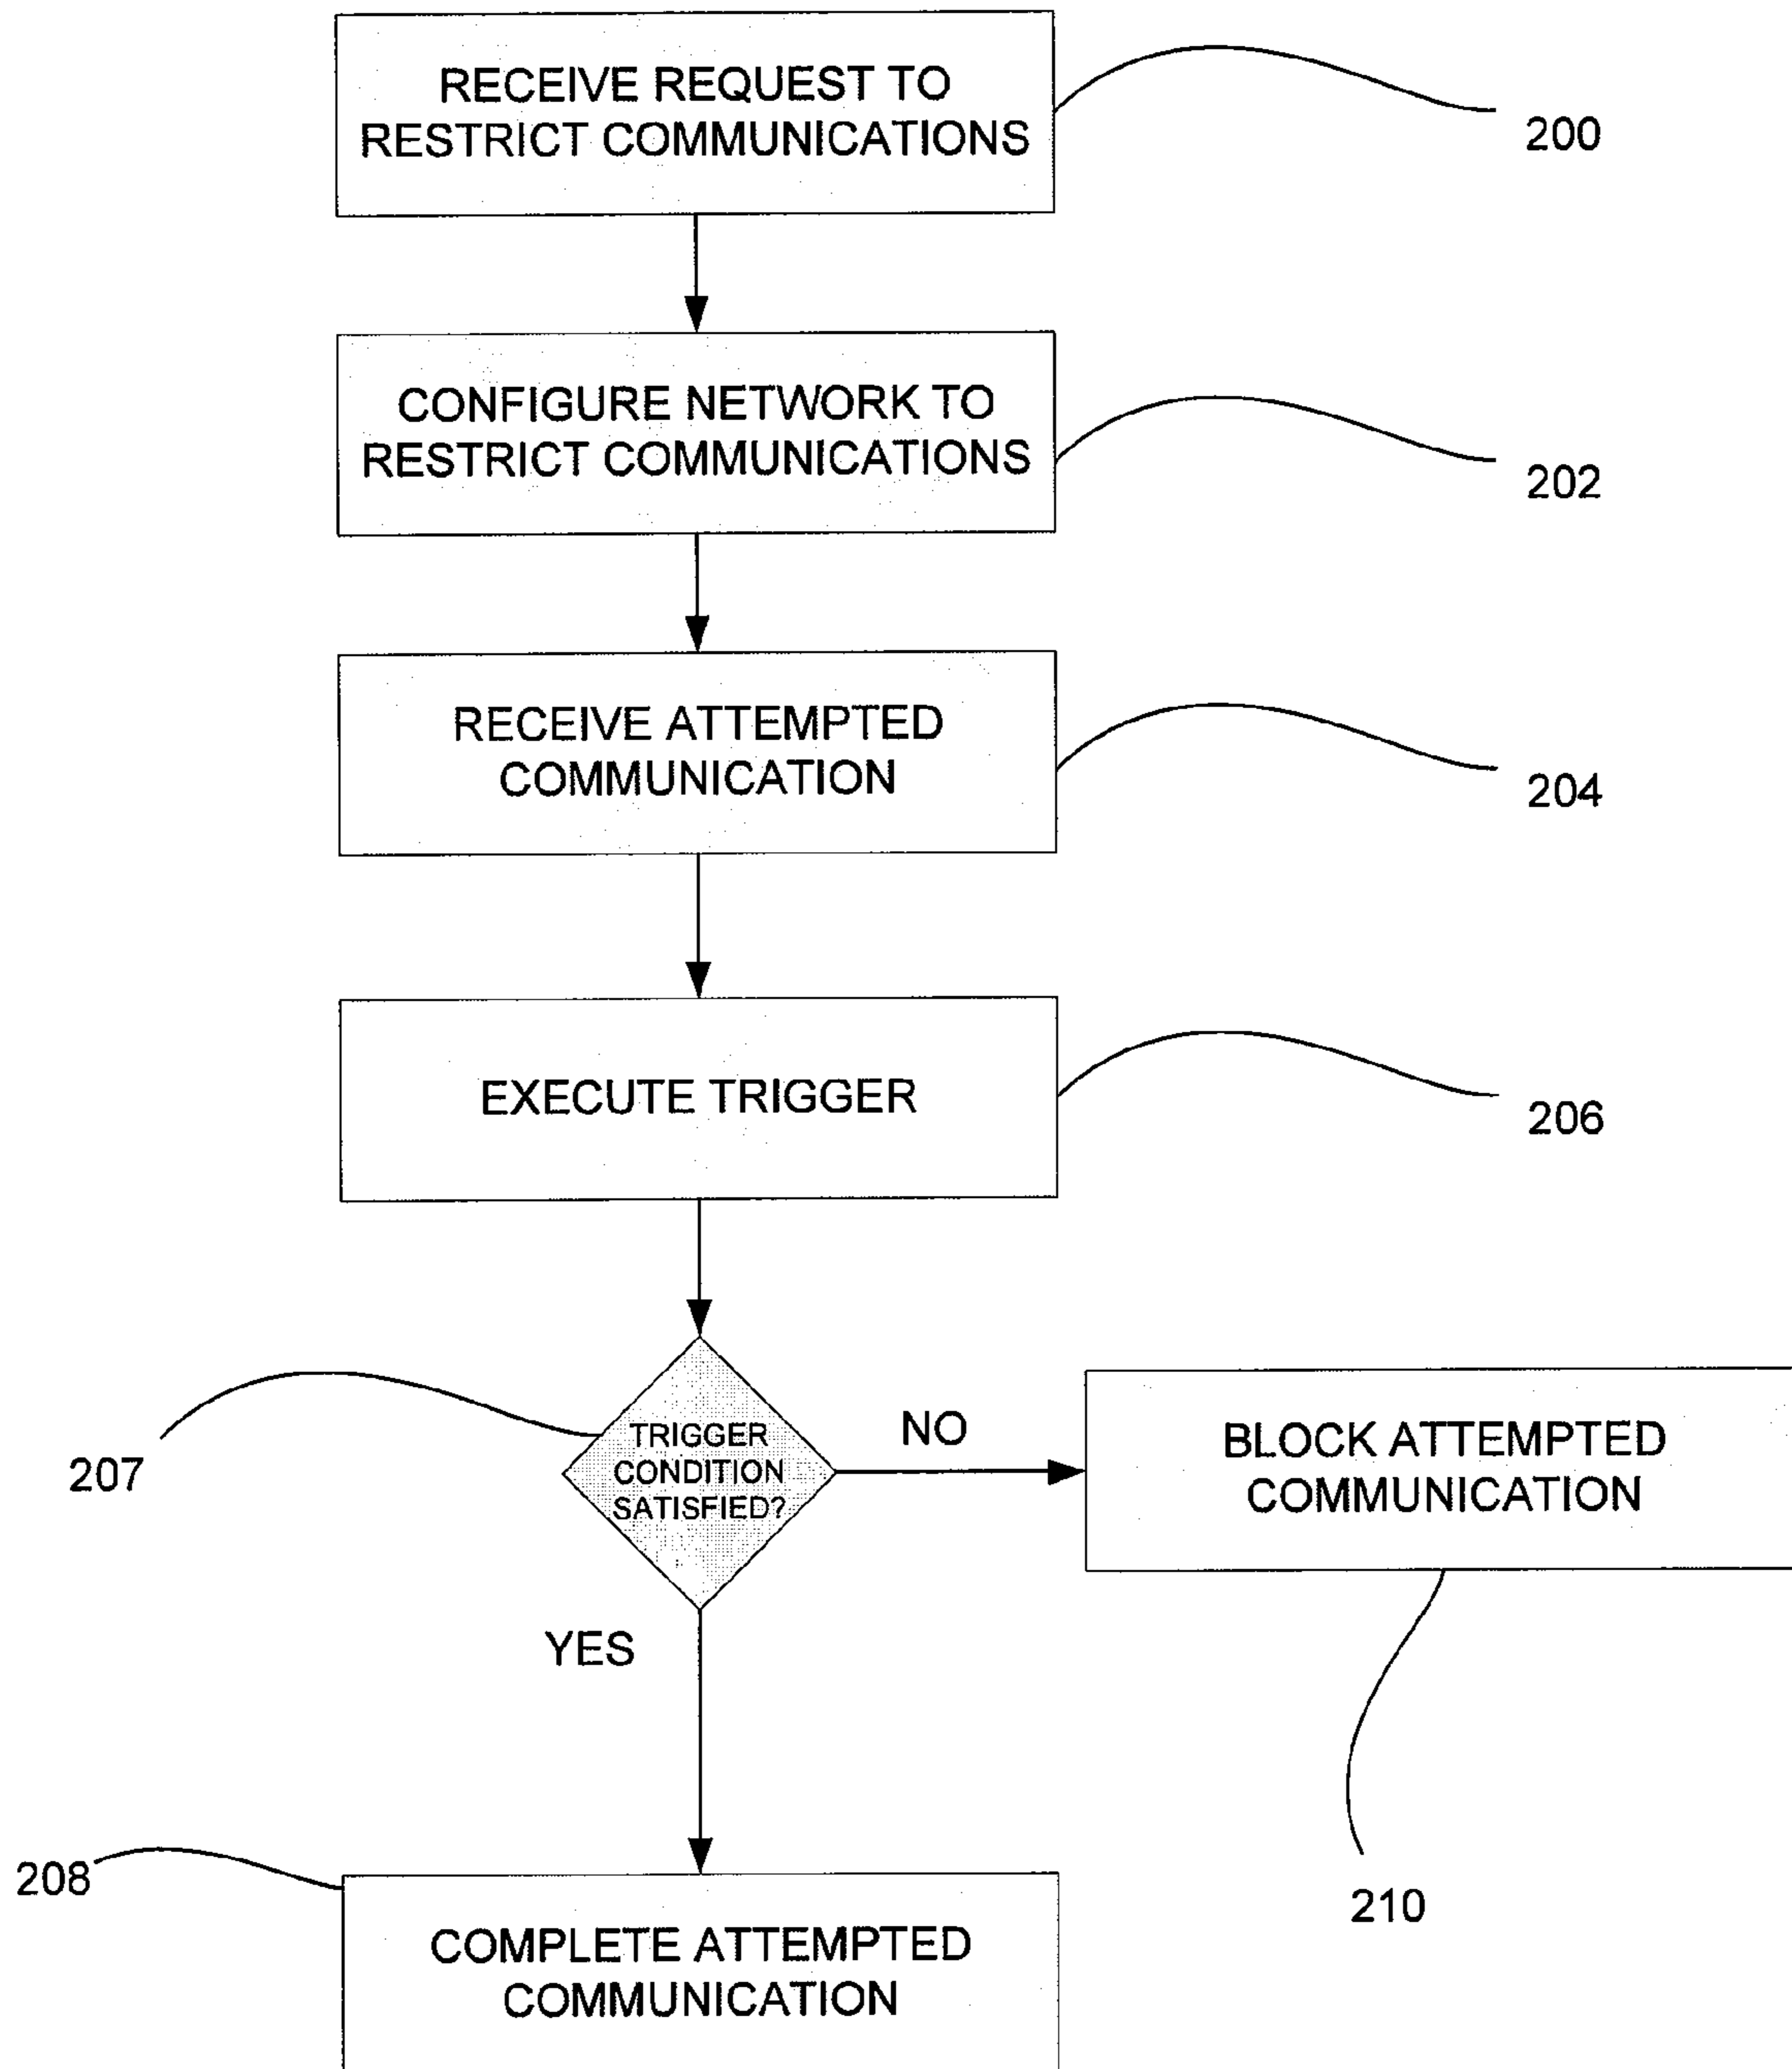 RECEIVE REQUEST TO
RESTRICT COMMUNICATIONS
200
CONFIGURE NETWORK TO
RESTRICT COMMUNICATIONS
202
RECEIVE ATTEMPTED
COMMUNICATION
204
EXECUTE TRIGGER
206
TRIGGER
CONDITION
SATISFIED?
207
NO
BLOCK ATTEMPTED
COMMUNICATION
210
YES
208
COMPLETE ATTEMPTED
COMMUNICATION